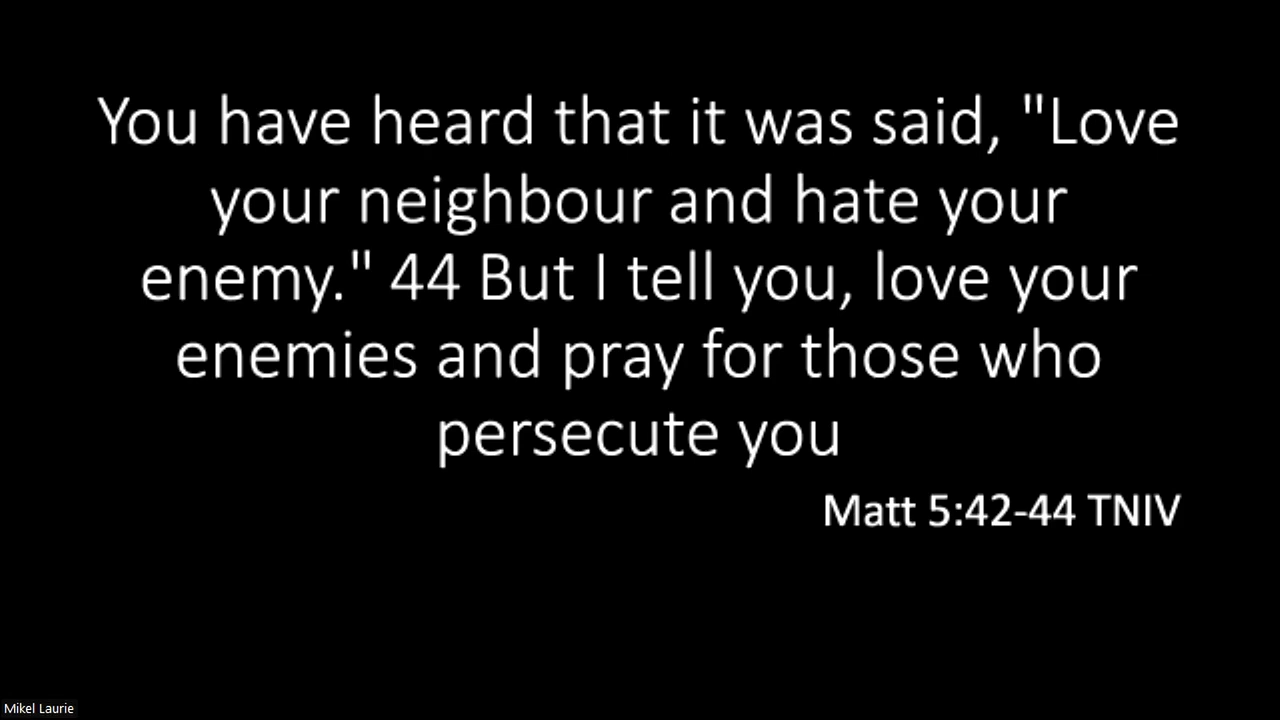 You have heard that it was said, "Love
your neighbour and hate your
enemy." 44 But I tell you, love your
enemies and pray for those who
persecute you
Matt 5:42-44 TNIV
Mikel Laurie